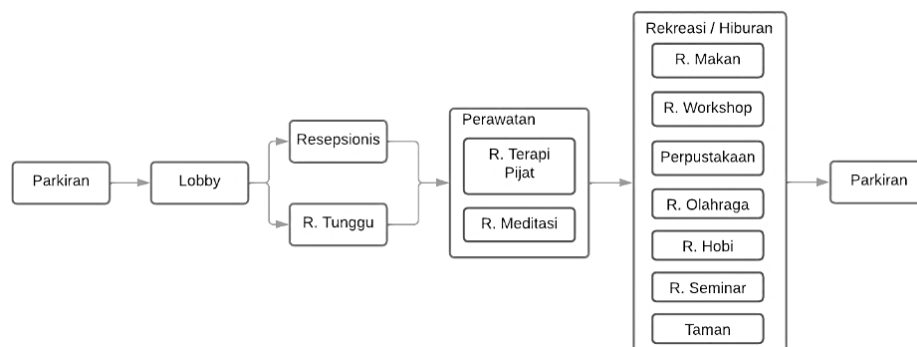 Parkiran
Lobby
Resepsionis
R. Tunggu
Perawatan
R. Terapi
Pijat
R. Meditasi
Rekreasi / Hiburan
R. Makan
R. Workshop
Perpustakaan
R. Olahraga
R. Hobi
R. Seminar
Taman
Parkiran